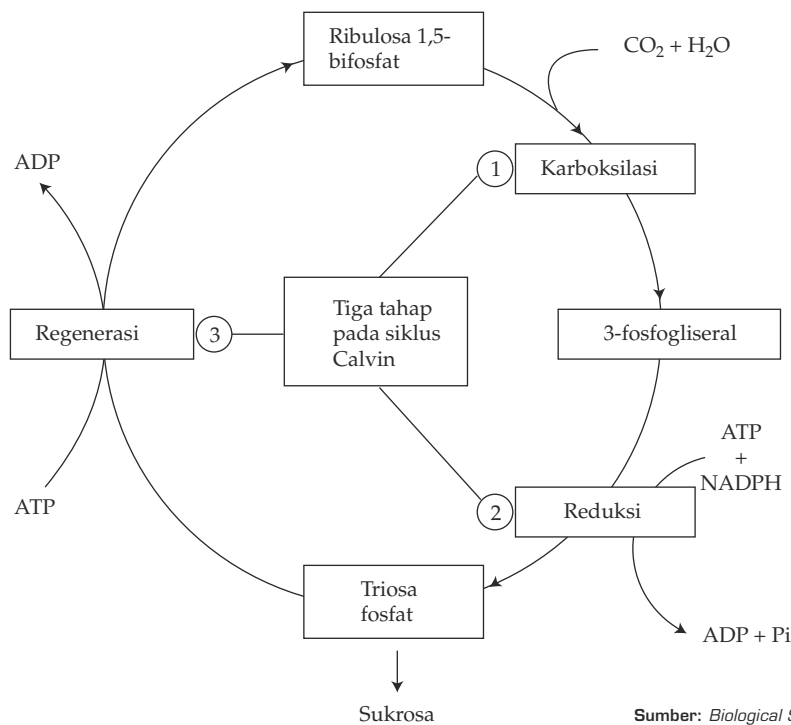 Ribulosa 1,5-
bifosfat
CO₂ + H₂O
ADP
1
Karboksilasi
Tiga tahap
pada siklus
Calvin
Regenerasi
3
3-fosfogliseral
ATP
+
NADPH
ATP
2
Reduksi
Triosa
fosfat
ADP + Pi
Sukrosa
Sumber: Biological S